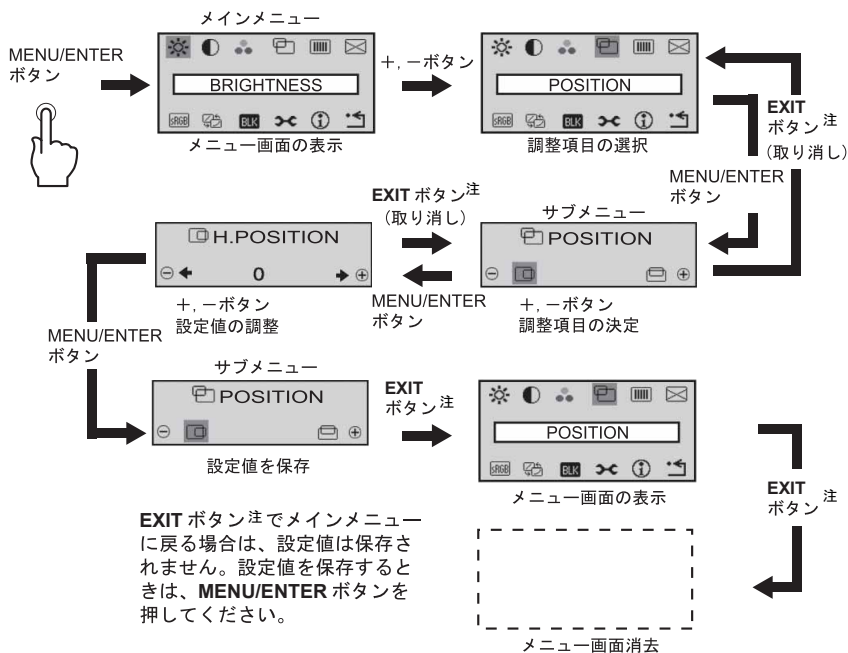 メインメニュー
MENU/ENTER
ボタン
BRIGHTNESS
sRGB
BLK
メニュー画面の表示
＋, －ボタン
POSITION
sRGB
BLK
調整項目の選択
EXIT
ボタン注
(取り消し)
MENU/ENTER
ボタン
EXIT ボタン注
(取り消し)
サブメニュー
H.POSITION
0
＋, －ボタン
設定値の調整
MENU/ENTER
ボタン
POSITION
＋, －ボタン
調整項目の決定
MENU/ENTER
ボタン
サブメニュー
POSITION
設定値を保存
EXIT
ボタン注
POSITION
sRGB
BLK
メニュー画面の表示
EXIT
ボタン注
EXIT ボタン注でメインメニュー
に戻る場合は、設定値は保存さ
れません。設定値を保存すると
きは、MENU/ENTER ボタンを
押してください。
メニュー画面消去